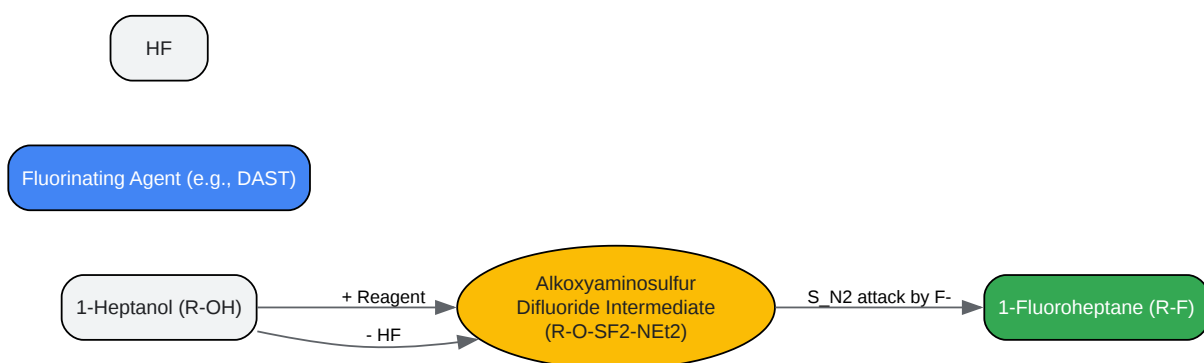 HF
Fluorinating Agent (e.g., DAST)
1-Heptanol (R-OH)
+ Reagent
- HF
Alkoxyaminosulfur
Difluoride Intermediate
(R-O-SF2-NEt2)
S_N2 attack by F-
1-Fluoroheptane (R-F)